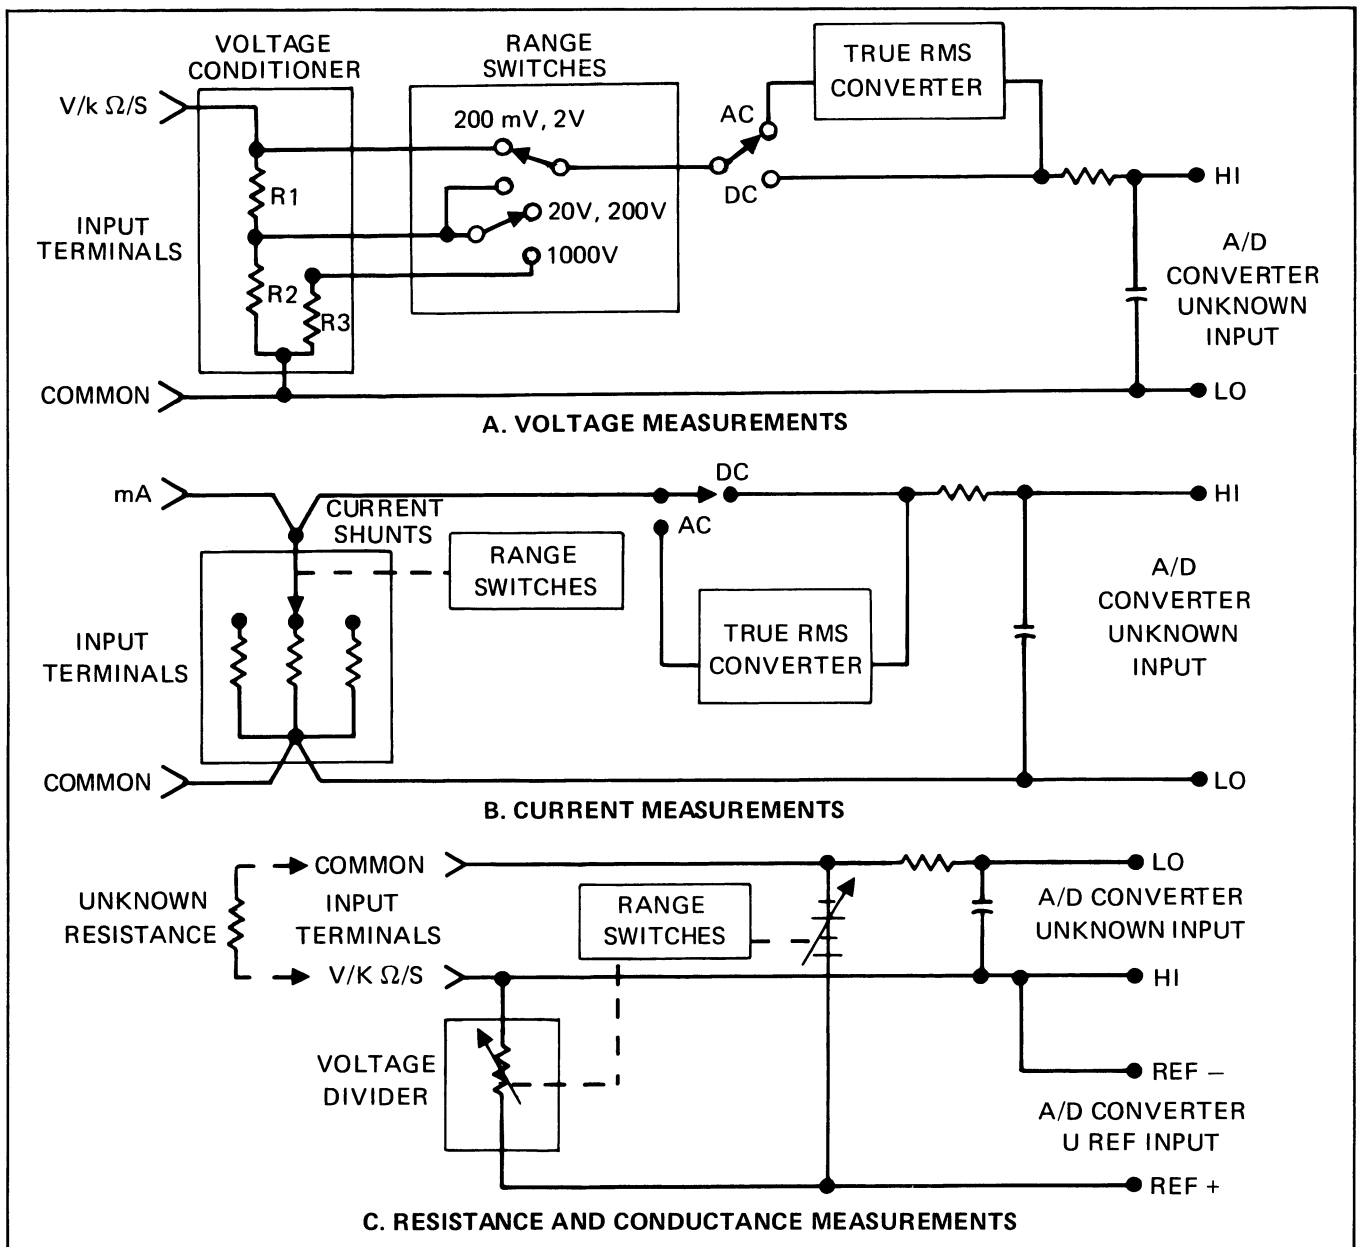 VOLTAGE
CONDITIONER
RANGE
SWITCHES
TRUE RMS
CONVERTER
V/k Ω/S
200 mV, 2V
AC
DC
HI
R1
20V, 200V
1000V
INPUT
TERMINALS
R2
R3
A/D
CONVERTER
UNKNOWN
INPUT
COMMON
LO
A. VOLTAGE MEASUREMENTS
mA
CURRENT
SHUNTS
DC
AC
HI
RANGE
SWITCHES
A/D
CONVERTER
UNKNOWN
INPUT
INPUT
TERMINALS
TRUE RMS
CONVERTER
COMMON
LO
B. CURRENT MEASUREMENTS
COMMON
LO
UNKNOWN
RESISTANCE
INPUT
TERMINALS
RANGE
SWITCHES
A/D CONVERTER
UNKNOWN INPUT
V/K Ω/S
HI
VOLTAGE
DIVIDER
REF −
A/D CONVERTER
U REF INPUT
REF +
C. RESISTANCE AND CONDUCTANCE MEASUREMENTS